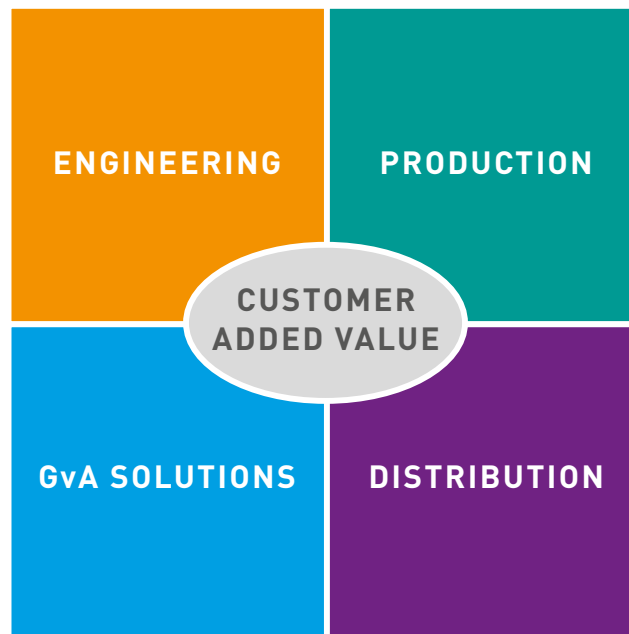 ENGINEERING
PRODUCTION
CUSTOMER
ADDED VALUE
GvA SOLUTIONS
DISTRIBUTION